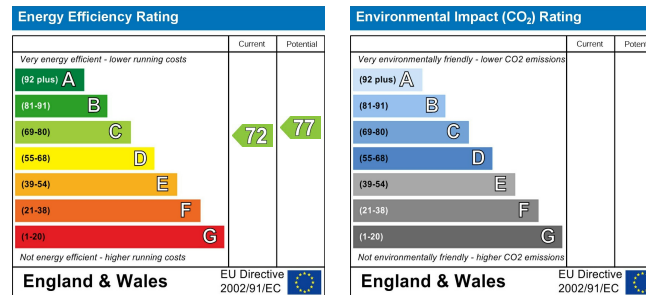 Energy Efficiency Rating
Current Potential
Very energy efficient - lower running costs
(92 plus) A
(81-91) B
(69-80) C
72 77
(55-68) D
(39-54) E
(21-38) F
(1-20) G
Not energy efficient - higher running costs
England & Wales
EU Directive
2002/91/EC
Environmental Impact (CO₂) Rating
Current Potent
Very environmentally friendly - lower CO2 emissions
(92 plus) A
(81-91) B
(69-80) C
(55-68) D
(39-54) E
(21-38) F
(1-20) G
Not environmentally friendly - higher CO2 emissions
England & Wales
EU Directive
2002/91/EC